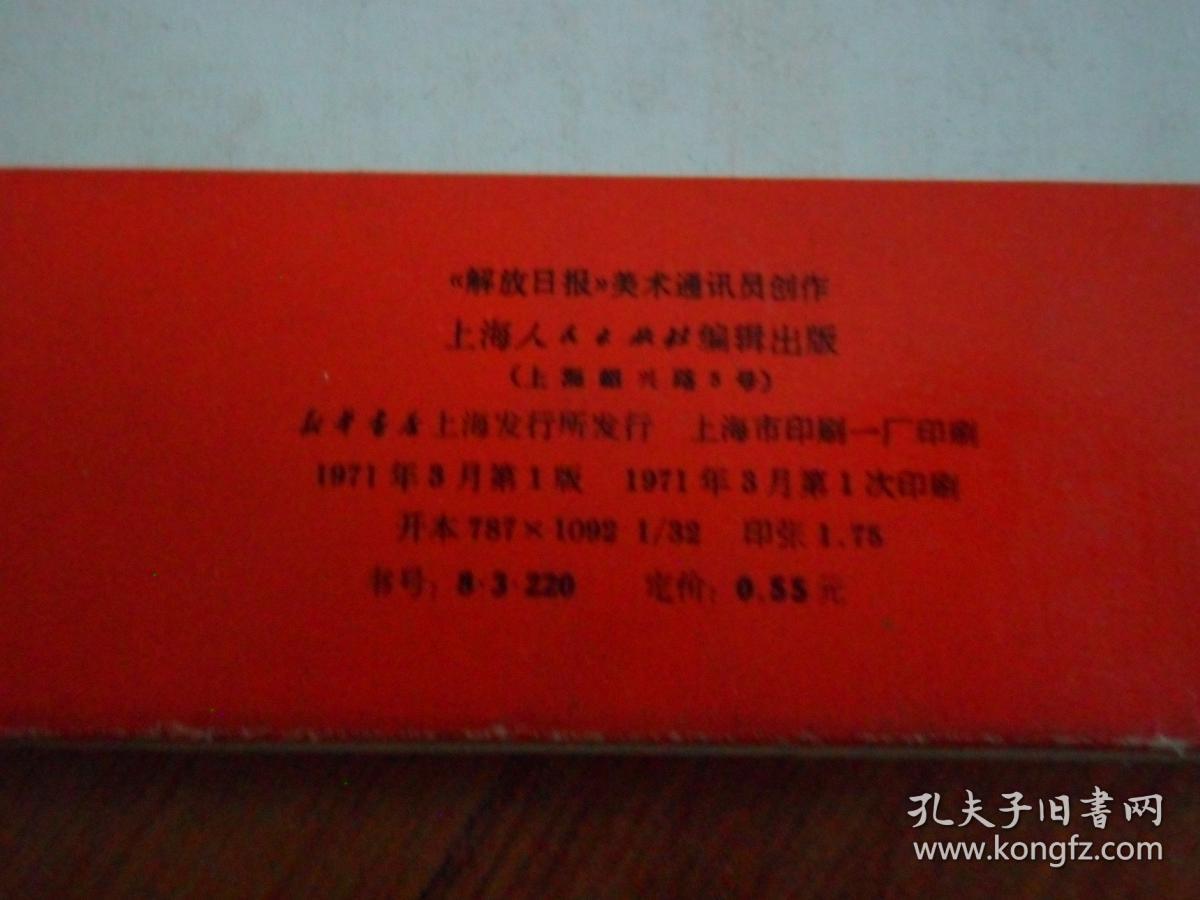 《解放日报》美术通讯员创作
上海人民出版社编辑出版
(上海绍兴路5号)
新华书店上海发行所发行 上海市印刷一厂印刷
1971年3月第1版 1971年3月第1次印刷
开本787×1092 1/32 印张1.75
书号：8·3·220 定价：0.55元
孔夫子旧書网
www.kongfz.com